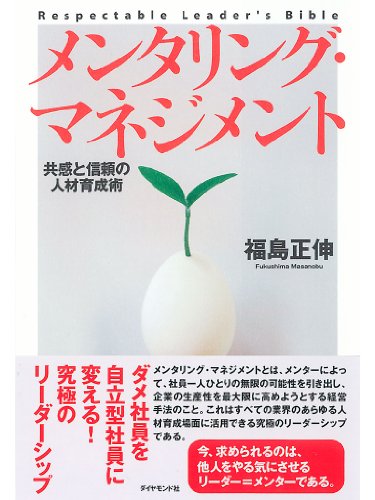 Respectable Leader's Bible
メンタリング・
マネジメント
共感と信頼の
人材育成術
福島正伸
Fukushima Masanobu
ダメ社員を
自立型社員に
変える！
究極の
リーダーシップ
メンタリング・マネジメントとは、メンターによっ
て、社員一人ひとりの無限の可能性を引き出し、
企業の生産性を最大限に高めようとする経営
手法のこと。これはすべての業界のあらゆる人
材育成場面に活用できる究極のリーダーシップ
である。
今、求められるのは、
他人をやる気にさせる
リーダー＝メンターである。
ダイヤモンド社